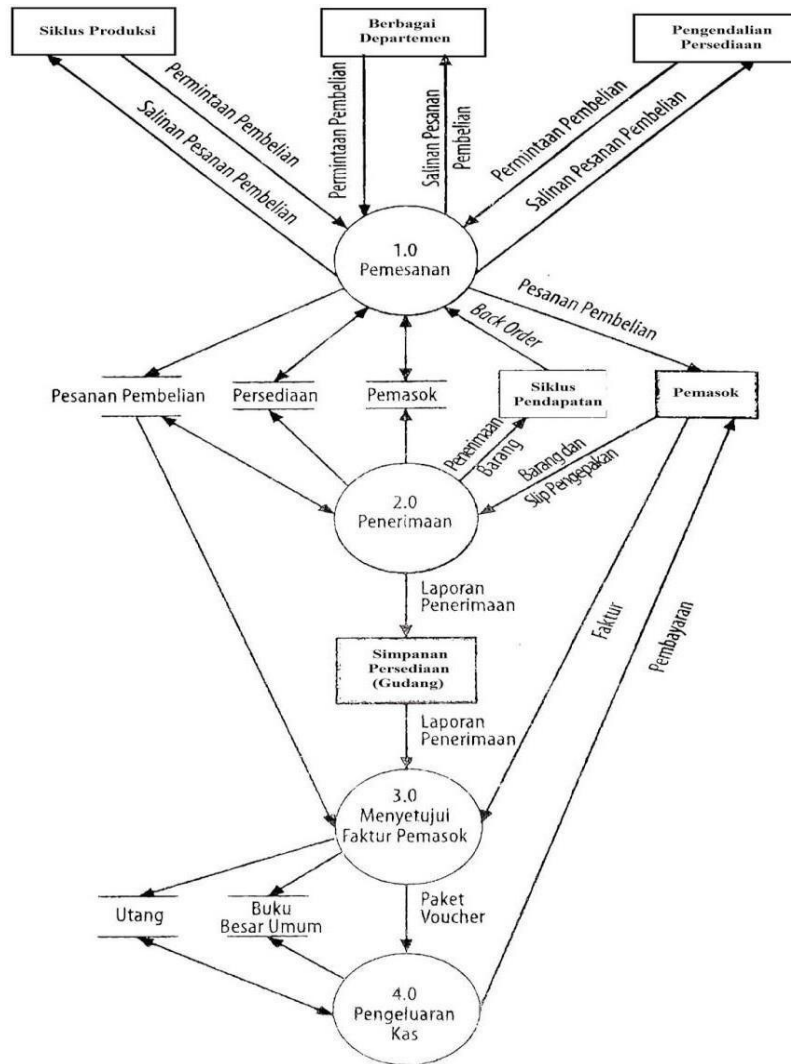 Siklus Produksi
Berbagai
Departemen
Pengendalian
Persediaan
Permintaan Pembelian
Salinan Pesanan Pembelian
Permintaan Pembelian
Salinan Pesanan
Pembelian
Permintaan Pembelian
Salinan Pesanan Pembelian
1.0
Pemesanan
Pesanan Pembelian
Back Order
Pesanan Pembelian
Persediaan
Pemasok
Siklus
Pendapatan
Pemasok
Penerimaan
Barang
Barang dan
Slip Pengepakan
2.0
Penerimaan
Laporan
Penerimaan
Faktur
Pembayaran
Simpanan
Persediaan
(Gudang)
Laporan
Penerimaan
3.0
Menyetujui
Faktur Pemasok
Utang
Buku
Besar Umum
Paket
Voucher
4.0
Pengeluaran
Kas